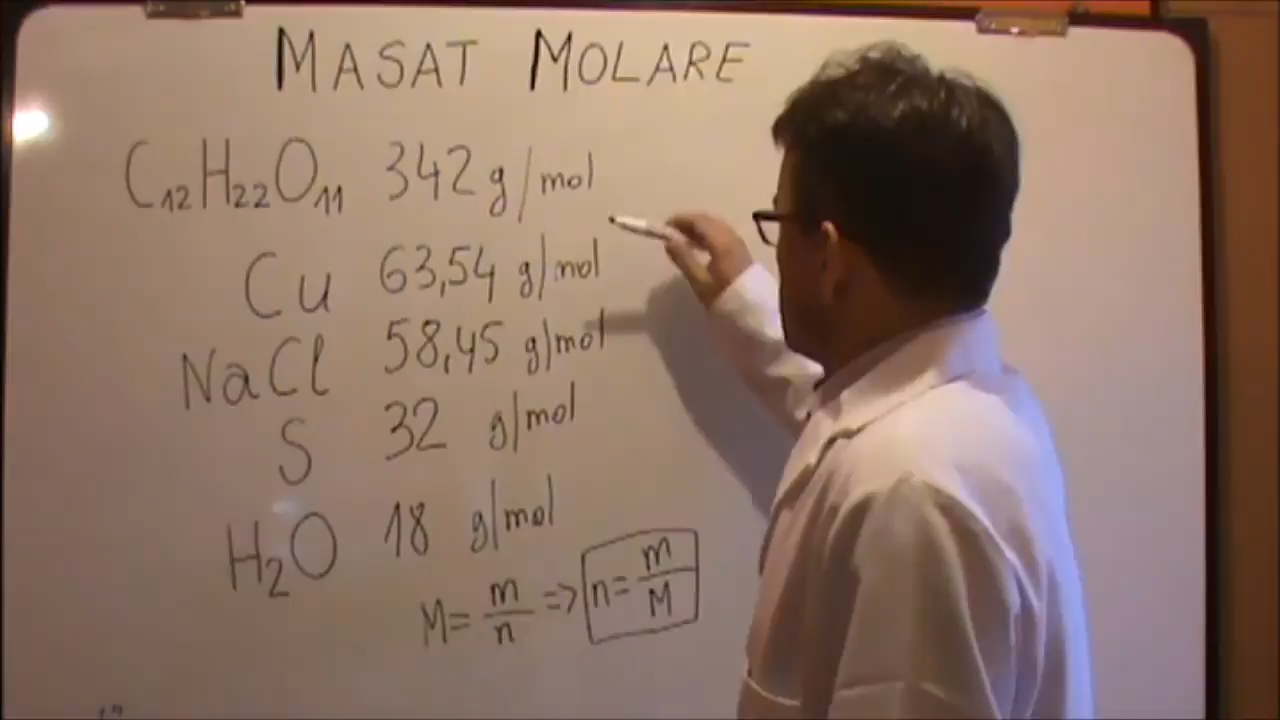 MASAT MOLARE
C₁₂H₂₂O₁₁ 342 g/mol
Cu 63,54 g/mol
NaCl 58,45 g/mol
S 32 g/mol
H₂O 18 g/mol
M = m/n => n = m/M